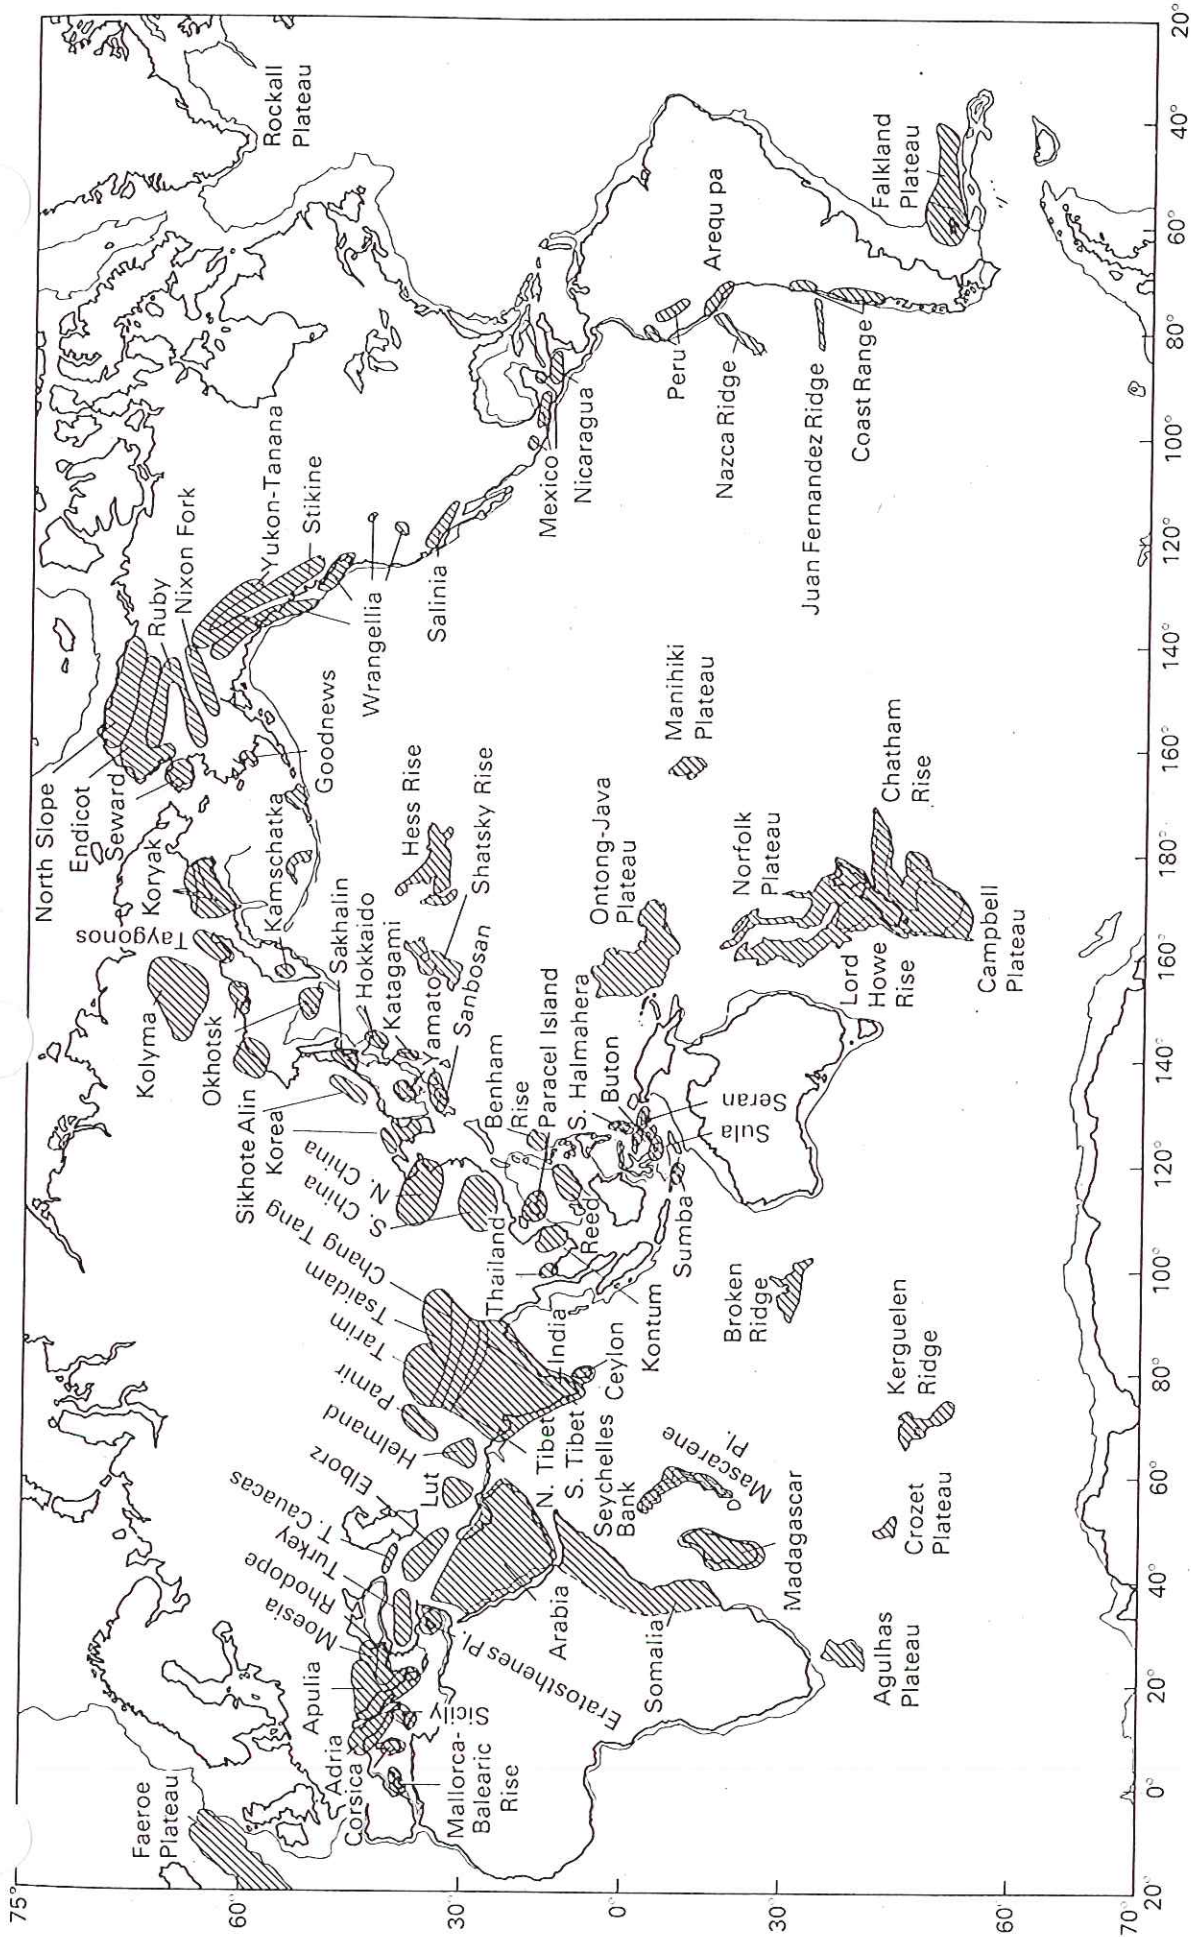 75°
60°
30°
0°
30°
60°
70°
20°
0°
20°
40°
60°
80°
100°
120°
140°
160°
180°
160°
140°
120°
100°
80°
60°
40°
20°
Faeroe
Plateau
Corsica
Adria
Apulia
Moesia
Rhodope
Turkey
T. Cauacas
Elborz
Lut
Helmand
Pamir
Tarim
Tsaidam
Chang Tang
S. China
N. China
Korea
Sikhote Alin
Okhotsk
Kolyma
Taygonos
Koryak
Kamschatka
Seward
Endicot
North Slope
Ruby
Nixon Fork
Yukon-Tanana
Stikine
Goodnews
Wrangellia
Salinia
Rockall
Plateau
Mallorca-
Balearic
Rise
Sicily
Eratosthenes Pl.
Arabia
Somalia
N. Tibet
S. Tibet
India
Ceylon
Seychelles
Bank
Mascarene
Pl.
Madagascar
Agulhas
Plateau
Crozet
Plateau
Kerguelen
Ridge
Broken
Ridge
Thailand
Kontum
Reed
Sumba
Sula
Seran
Buton
S. Halmahera
Paracel Island
Benham
Rise
Sanbosan
Yamato
Katagami
Hokkaido
Sakhalin
Shatsky Rise
Hess Rise
Ontong-Java
Plateau
Manihiki
Plateau
Norfolk
Plateau
Lord
Howe
Rise
Chatham
Rise
Campbell
Plateau
Mexico
Nicaragua
Peru
Nazca Ridge
Arequ pa
Juan Fernandez Ridge
Coast Range
Falkland
Plateau